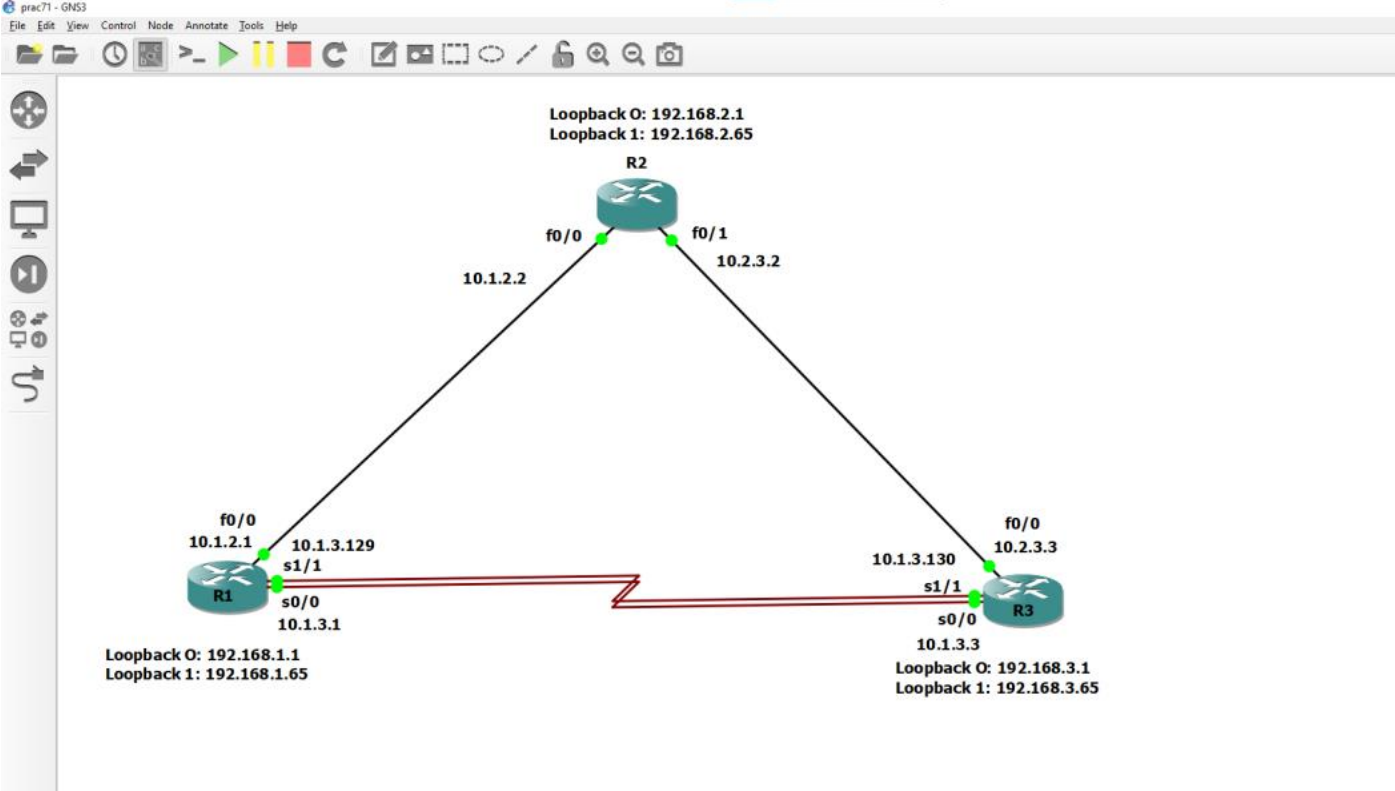 prac71 - GNS3
File Edit View Control Node Annotate Tools Help
Loopback O: 192.168.2.1
Loopback 1: 192.168.2.65
R2
f0/0
f0/1
10.2.3.2
10.1.2.2
f0/0
10.1.2.1
10.1.3.129
s1/1
R1
s0/0
10.1.3.1
Loopback O: 192.168.1.1
Loopback 1: 192.168.1.65
f0/0
10.2.3.3
10.1.3.130
s1/1
R3
s0/0
10.1.3.3
Loopback O: 192.168.3.1
Loopback 1: 192.168.3.65